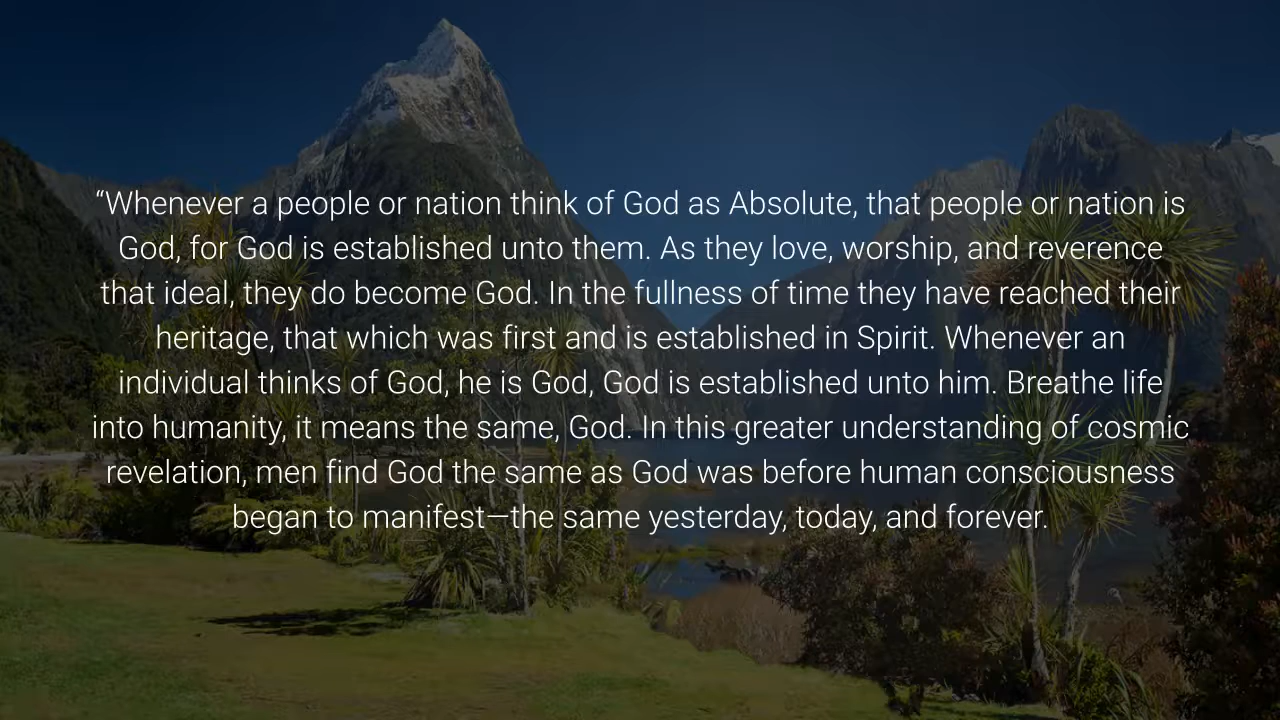 “Whenever a people or nation think of God as Absolute, that people or nation is
God, for God is established unto them. As they love, worship, and reverence
that ideal, they do become God. In the fullness of time they have reached their
heritage, that which was first and is established in Spirit. Whenever an
individual thinks of God, he is God, God is established unto him. Breathe life
into humanity, it means the same, God. In this greater understanding of cosmic
revelation, men find God the same as God was before human consciousness
began to manifest—the same yesterday, today, and forever.